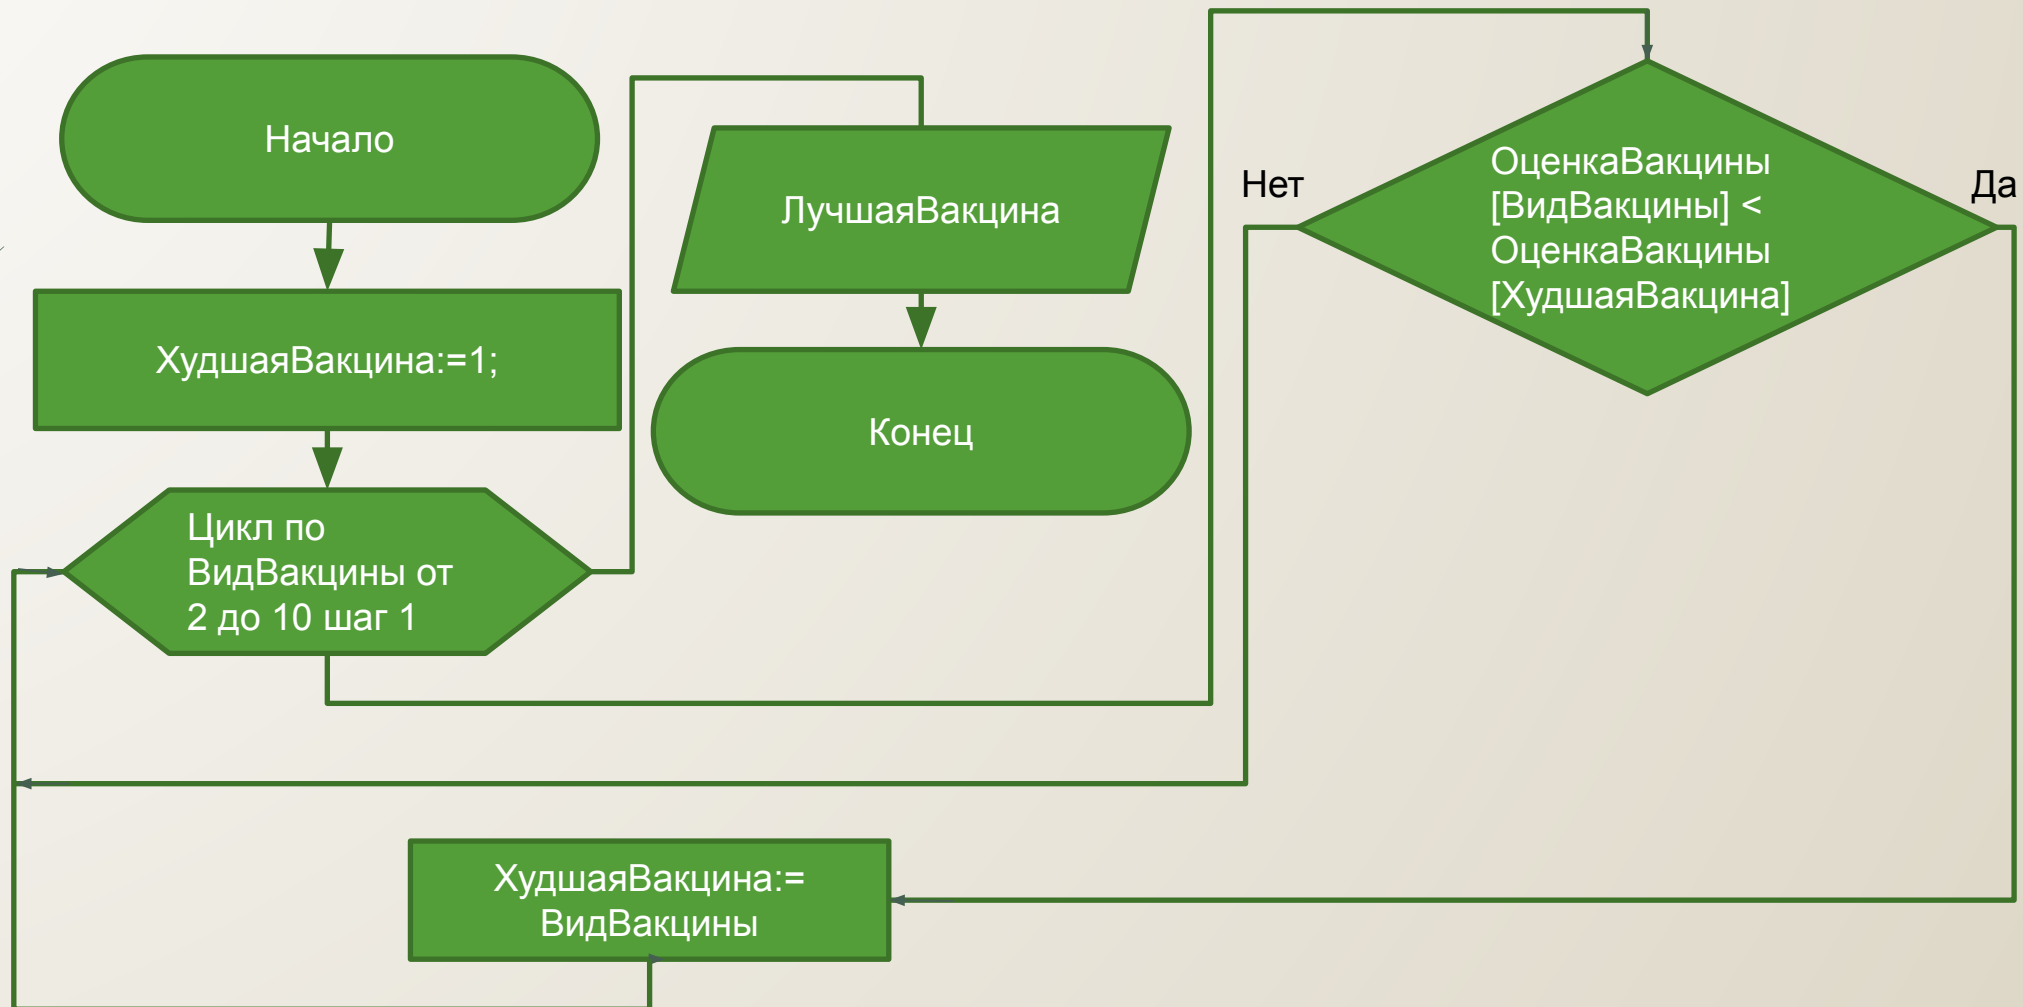 Начало
ХудшаяВакцина:=1;
Цикл по
ВидВакцины от
2 до 10 шаг 1
ЛучшаяВакцина
Конец
ОценкаВакцины
[ВидВакцины] <
ОценкаВакцины
[ХудшаяВакцина]
Нет
Да
ХудшаяВакцина:=
ВидВакцины